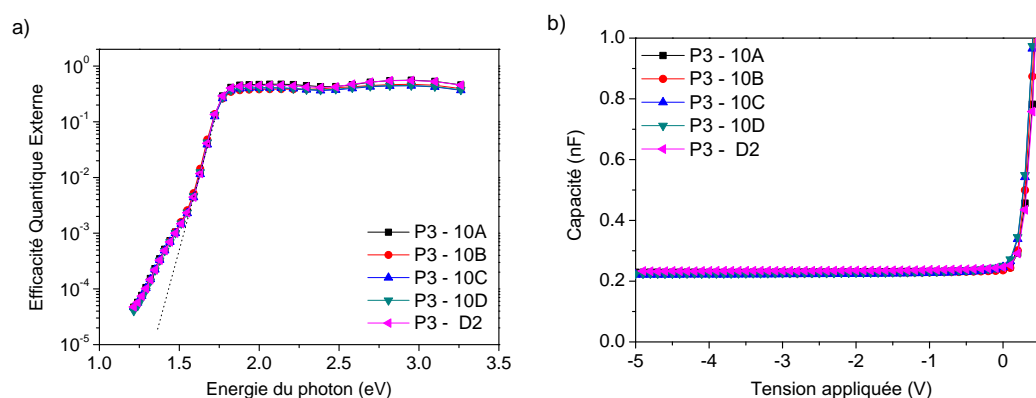 a)
Efficacité Quantique Externe
10⁰
10⁻¹
10⁻²
10⁻³
10⁻⁴
10⁻⁵
P3 - 10A
P3 - 10B
P3 - 10C
P3 - 10D
P3 - D2
1.0 1.5 2.0 2.5 3.0 3.5
Energie du photon (eV)
b)
Capacité (nF)
1.0
0.8
0.6
0.4
0.2
0.0
P3 - 10A
P3 - 10B
P3 - 10C
P3 - 10D
P3 - D2
-5 -4 -3 -2 -1 0
Tension appliquée (V)